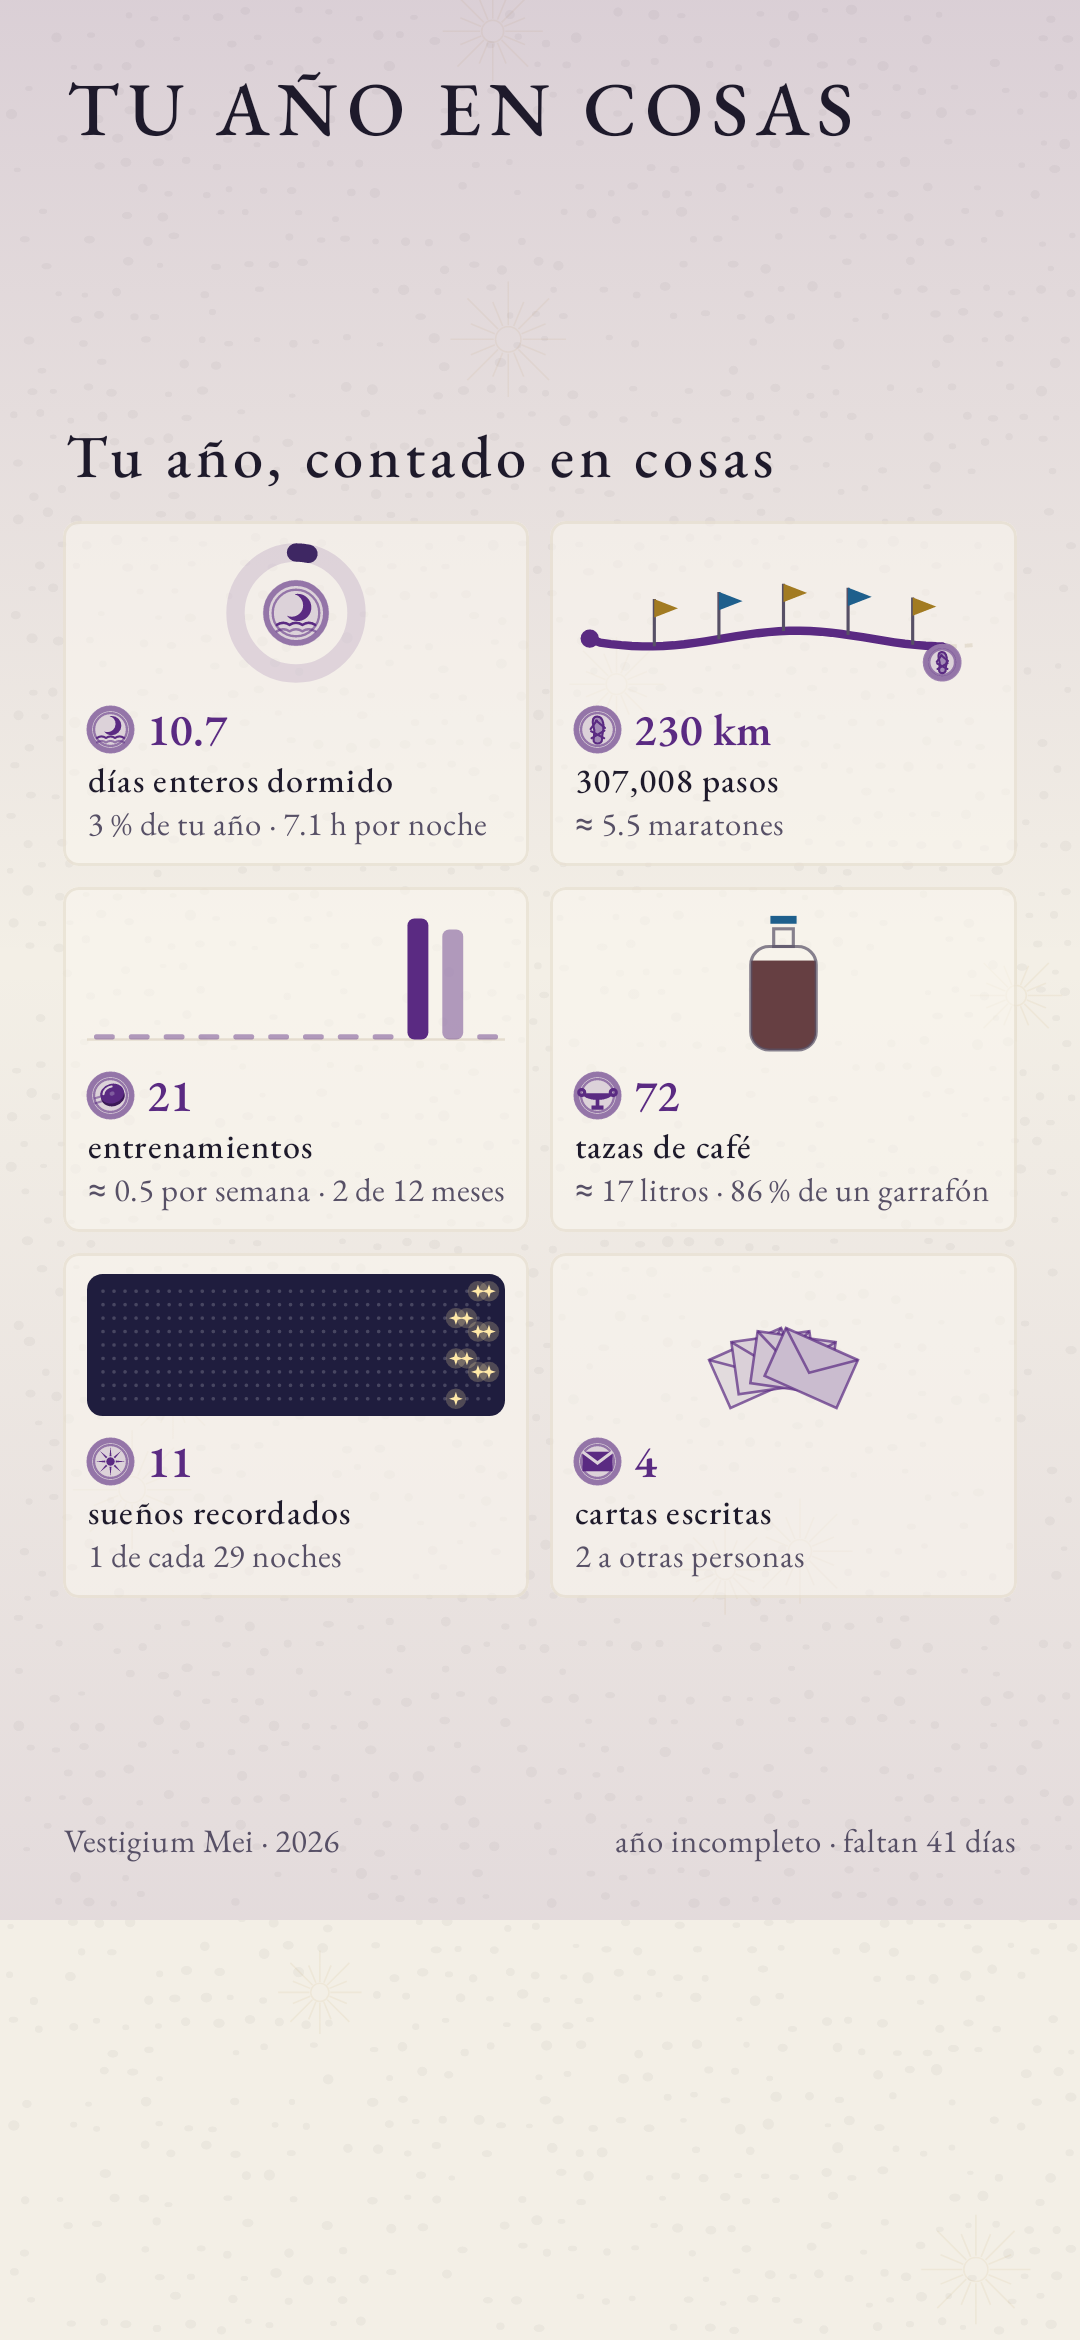 TU AÑO EN COSAS
Tu año, contado en cosas
10.7
días enteros dormido
3 % de tu año · 7.1 h por noche
230 km
307,008 pasos
≈ 5.5 maratones
21
entrenamientos
≈ 0.5 por semana · 2 de 12 meses
72
tazas de café
≈ 17 litros · 86 % de un garrafón
11
sueños recordados
1 de cada 29 noches
4
cartas escritas
2 a otras personas
Vestigium Mei · 2026
año incompleto · faltan 41 días